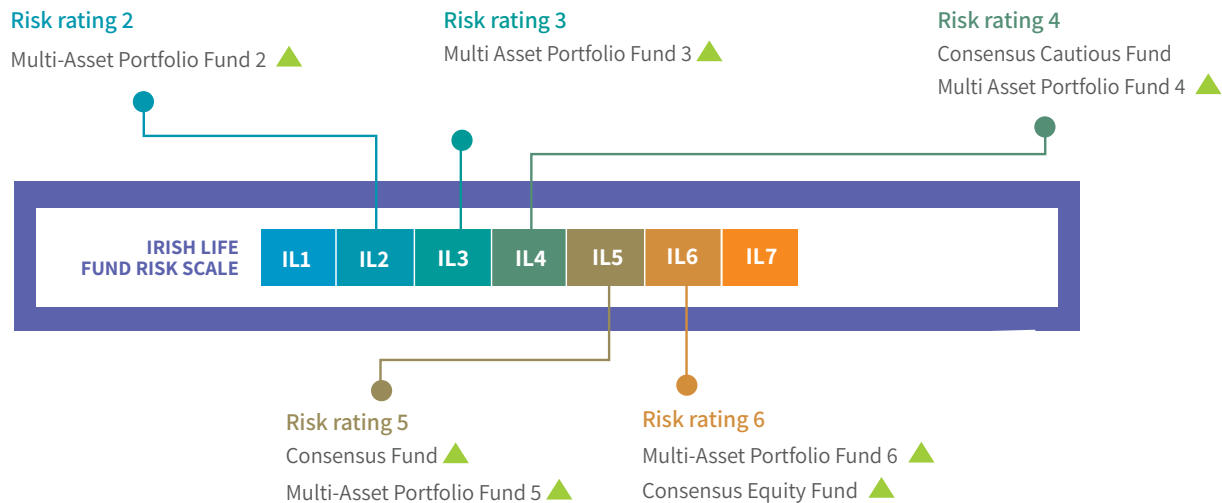 Risk rating 2
Multi-Asset Portfolio Fund 2
Risk rating 3
Multi Asset Portfolio Fund 3
Risk rating 4
Consensus Cautious Fund
Multi Asset Portfolio Fund 4
IRISH LIFE
FUND RISK SCALE
IL1 IL2 IL3 IL4 IL5 IL6 IL7
Risk rating 5
Consensus Fund
Multi-Asset Portfolio Fund 5
Risk rating 6
Multi-Asset Portfolio Fund 6
Consensus Equity Fund